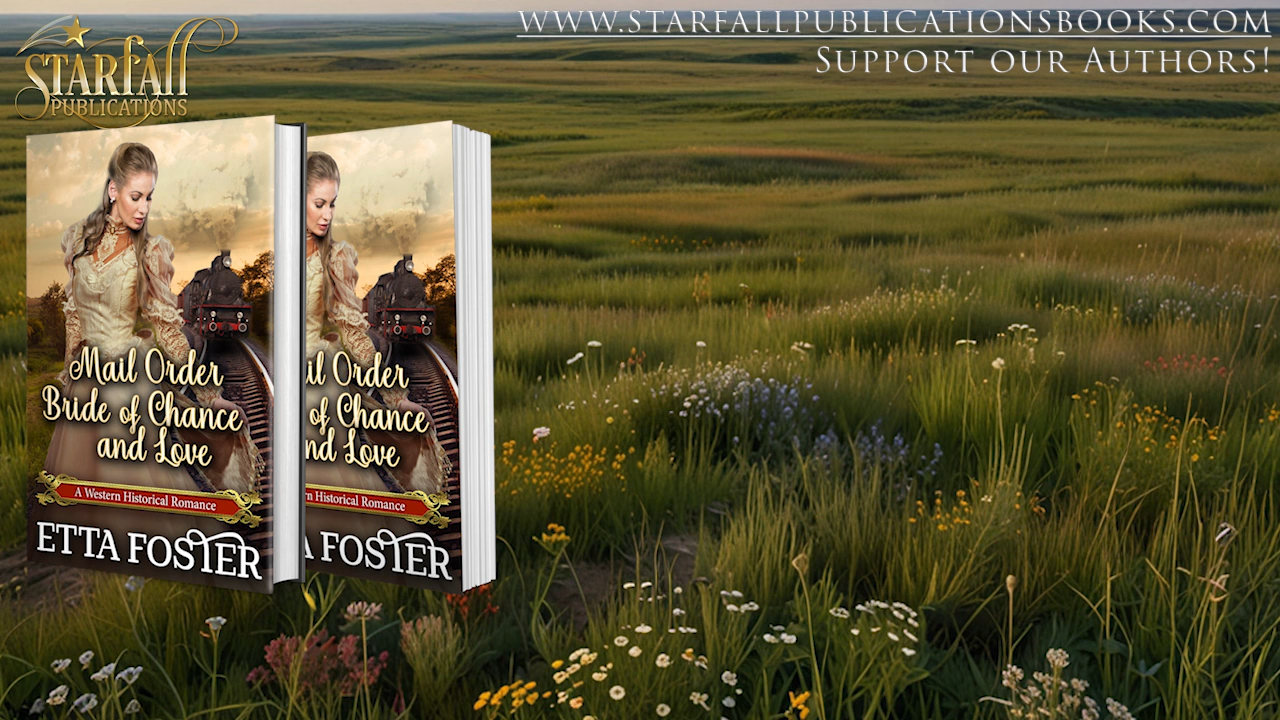 STARfall
PUBLICATIONS
WWW.STARFALLPUBLICATIONSBOOKS.COM
Support our Authors!
Mail Order
Bride of Chance
and Love
A Western Historical Romance
ETTA FOSTER
il Order
of Chance
nd Love
rn Historical Romance
A FOSTER